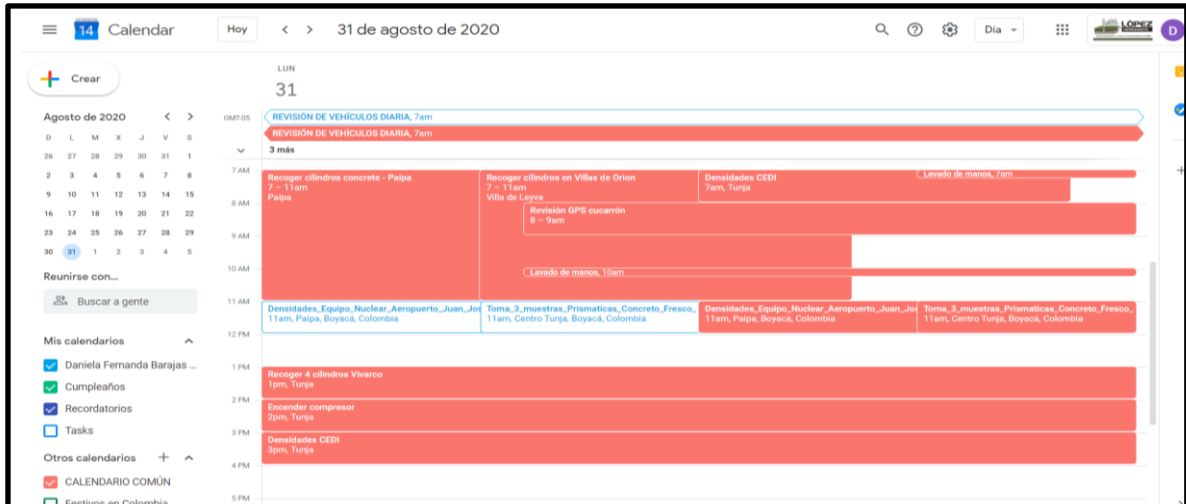 14 Calendar
Hoy
31 de agosto de 2020
Día
LÓPEZ
D
Crear
LUN
31
Agosto de 2020
D L M X J V S
26 27 28 29 30 31 1
2 3 4 5 6 7 8
9 10 11 12 13 14 15
16 17 18 19 20 21 22
23 24 25 26 27 28 29
30 31 1 2 3 4 5
Reunirse con...
Buscar a gente
Mis calendarios
Daniela Fernanda Barajas ...
Cumpleaños
Recordatorios
Tasks
Otros calendarios
CALENDARIO COMÚN
Festivos en Colombia
GMT-05
REVISIÓN DE VEHÍCULOS DIARIA, 7am
REVISIÓN DE VEHÍCULOS DIARIA, 7am
3 más
7 AM
Recoger cilindros concrete - Paipa
7 – 11am
Paipa
Recoger cilindros en Villas de Orion
7 – 11am
Villa de Leyva
Densidades CEDI
7am, Tunja
Lavado de manos, 7am
8 AM
Revisión GPS cucarrón
8 – 9am
9 AM
10 AM
Lavado de manos, 10am
11 AM
Densidades_Equipo_Nuclear_Aeropuerto_Juan_Jos
11am, Paipa, Boyacá, Colombia
Toma_3_muestras_Prismaticas_Concreto_Fresco_
11am, Centro Tunja, Boyacá, Colombia
Densidades_Equipo_Nuclear_Aeropuerto_Juan_Jos
11am, Paipa, Boyacá, Colombia
Toma_3_muestras_Prismaticas_Concreto_Fresco_
11am, Centro Tunja, Boyacá, Colombia
12 PM
1 PM
Recoger 4 cilindros Vivarco
1pm, Tunja
2 PM
Encender compresor
2pm, Tunja
3 PM
Densidades CEDI
3pm, Tunja
4 PM
5 PM